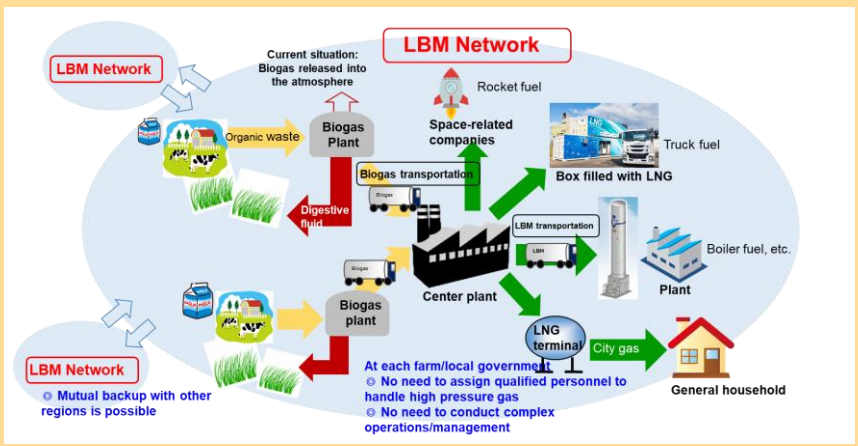 LBM Network
LBM Network
Current situation:
Biogas released into
the atmosphere
Rocket fuel
Space-related
companies
MILK
Organic waste
Biogas
Plant
Biogas transportation
Biogas
Digestive
fluid
LNG
Truck fuel
Box filled with LNG
LBM transportation
LBM
Boiler fuel, etc.
Plant
Center plant
Biogas
MILK
MILK
Biogas
plant
LNG
terminal
City gas
General household
LBM Network
◎ Mutual backup with other
regions is possible
At each farm/local government
◎ No need to assign qualified personnel to
handle high pressure gas
◎ No need to conduct complex
operations/management